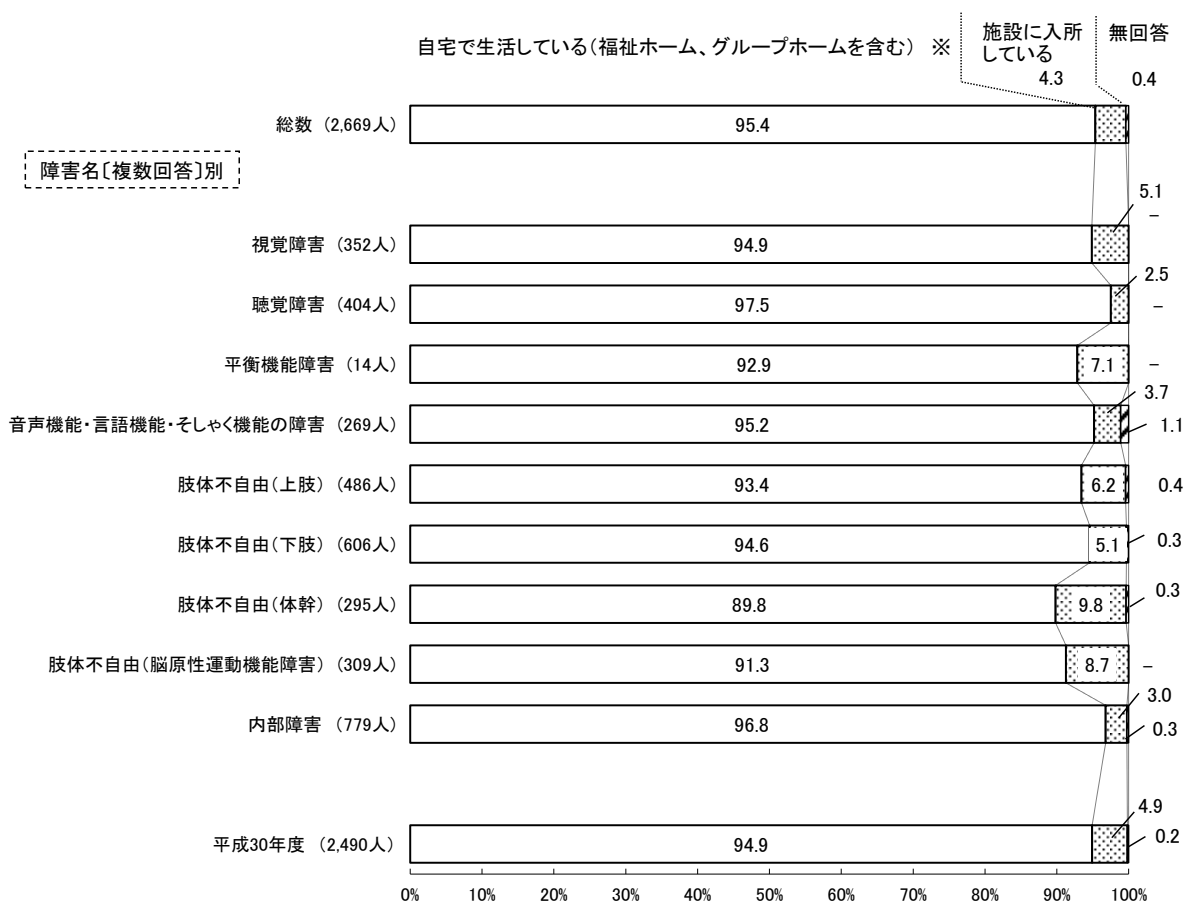 自宅で生活している(福祉ホーム、グループホームを含む) ※
施設に入所
している
4.3
無回答
0.4
総数 (2,669人)
95.4
障害名〔複数回答〕別
視覚障害 (352人)
94.9
5.1
–
聴覚障害 (404人)
97.5
2.5
–
平衡機能障害 (14人)
92.9
7.1
–
音声機能・言語機能・そしゃく機能の障害 (269人)
95.2
3.7
1.1
肢体不自由(上肢) (486人)
93.4
6.2
0.4
肢体不自由(下肢) (606人)
94.6
5.1
0.3
肢体不自由(体幹) (295人)
89.8
9.8
0.3
肢体不自由(脳原性運動機能障害) (309人)
91.3
8.7
–
内部障害 (779人)
96.8
3.0
0.3
平成30年度 (2,490人)
94.9
4.9
0.2
0% 10% 20% 30% 40% 50% 60% 70% 80% 90% 100%